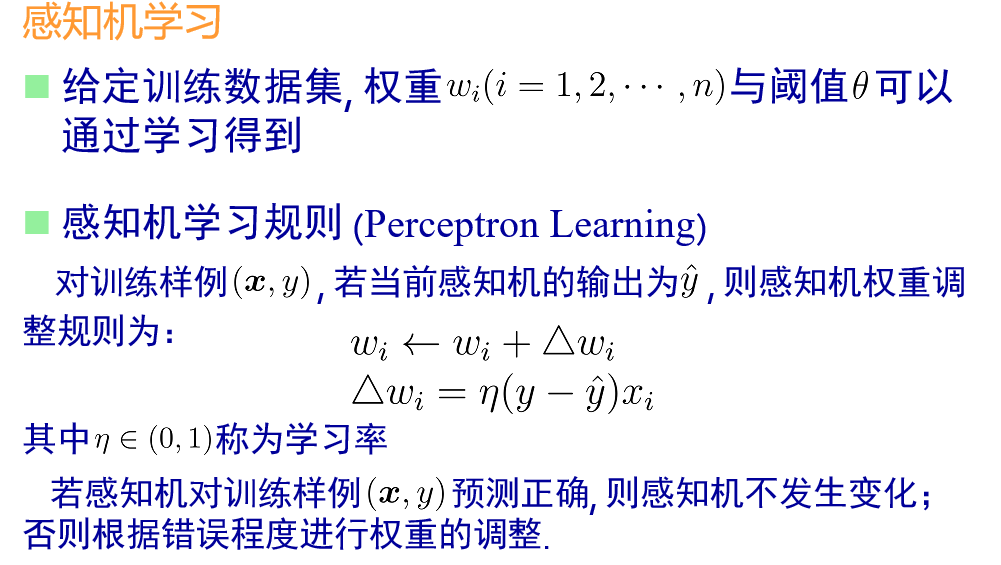 感知机学习
给定训练数据集, 权重 $w_i(i = 1, 2, \cdots, n)$ 与阈值 $\theta$ 可以
通过学习得到
感知机学习规则 (Perceptron Learning)
对训练样例 $(\boldsymbol{x}, y)$, 若当前感知机的输出为 $\hat{y}$, 则感知机权重调
整规则为：
$w_i \leftarrow w_i + \triangle w_i$
$\triangle w_i = \eta(y - \hat{y})x_i$
其中 $\eta \in (0, 1)$ 称为学习率
若感知机对训练样例 $(\boldsymbol{x}, y)$ 预测正确, 则感知机不发生变化；
否则根据错误程度进行权重的调整.